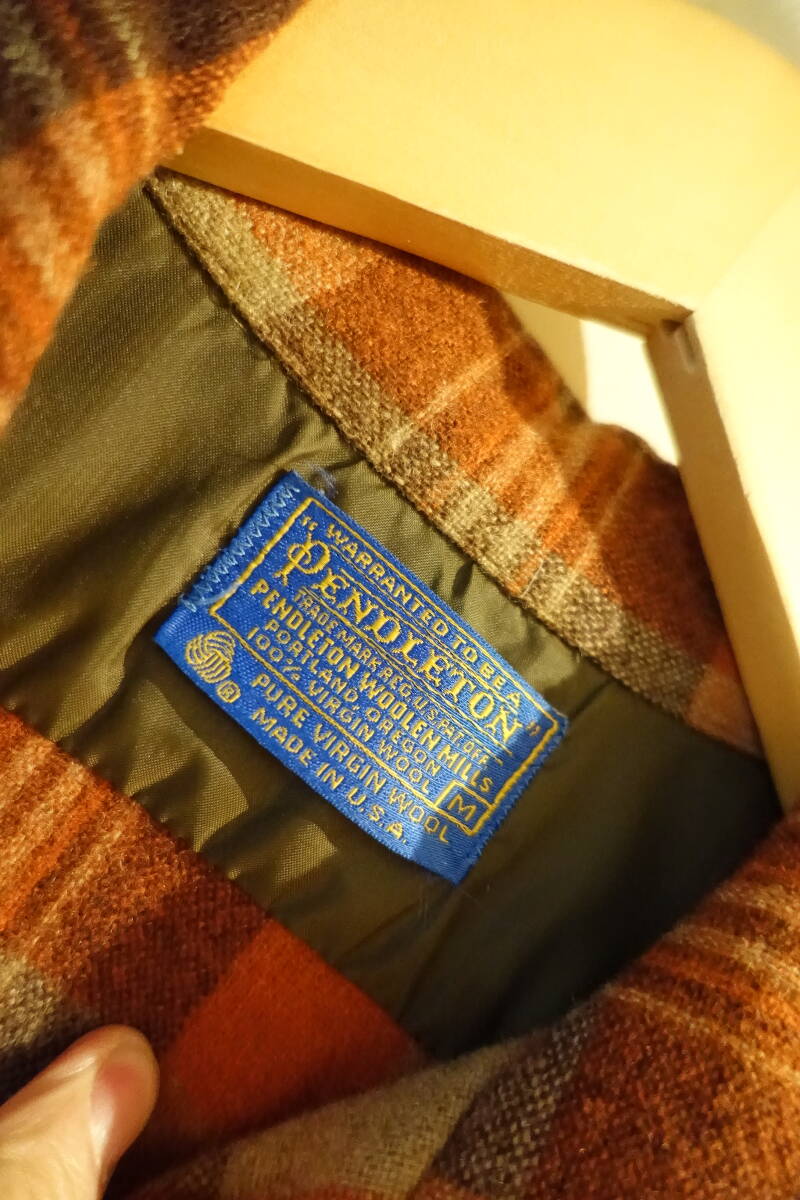 "WARRANTED TO BE A
PENDLETON"
TRADE MARK REG. U.S. PAT. OFF.
PENDLETON WOOLEN MILLS
PORTLAND, OREGON
100% VIRGIN WOOL
M
PURE VIRGIN WOOL
® MADE IN U.S.A.